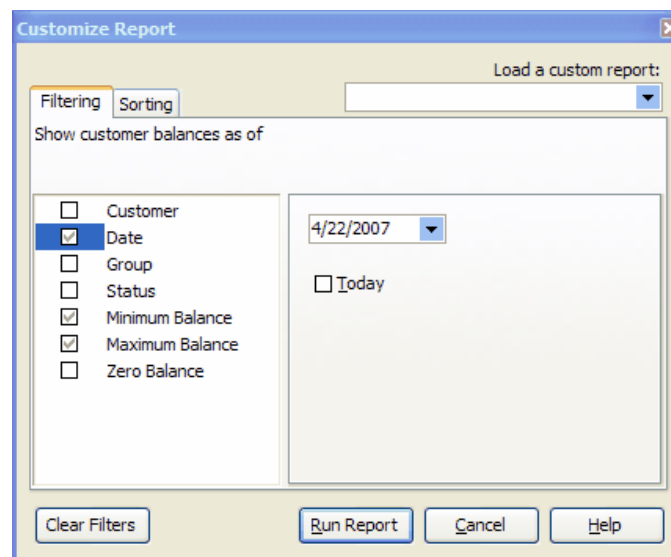 Customize Report
Load a custom report:
Filtering
Sorting
Show customer balances as of
Customer
Date
Group
Status
Minimum Balance
Maximum Balance
Zero Balance
4/22/2007
Today
Clear Filters
Run Report
Cancel
Help